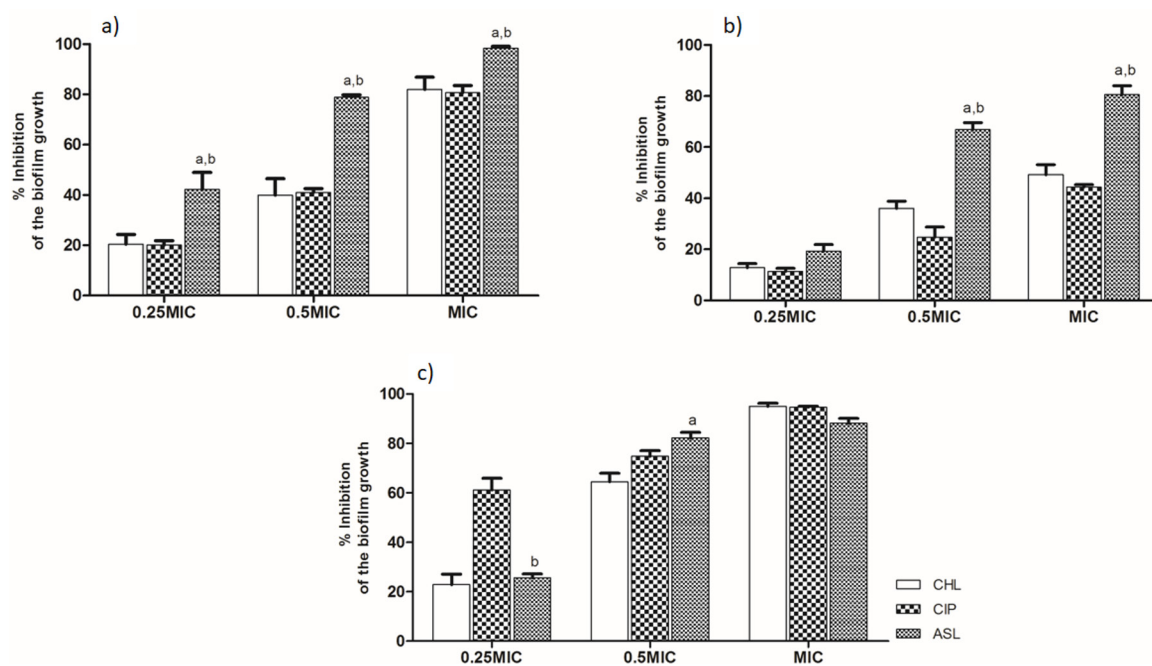 a)
% Inhibition
of the biofilm growth
100
80
60
40
20
0
a,b
a,b
a,b
0.25MIC
0.5MIC
MIC
b)
% Inhibition
of the biofilm growth
100
80
60
40
20
0
a,b
a,b
0.25MIC
0.5MIC
MIC
c)
% Inhibition
of the biofilm growth
100
80
60
40
20
0
b
a
0.25MIC
0.5MIC
MIC
CHL
CIP
ASL